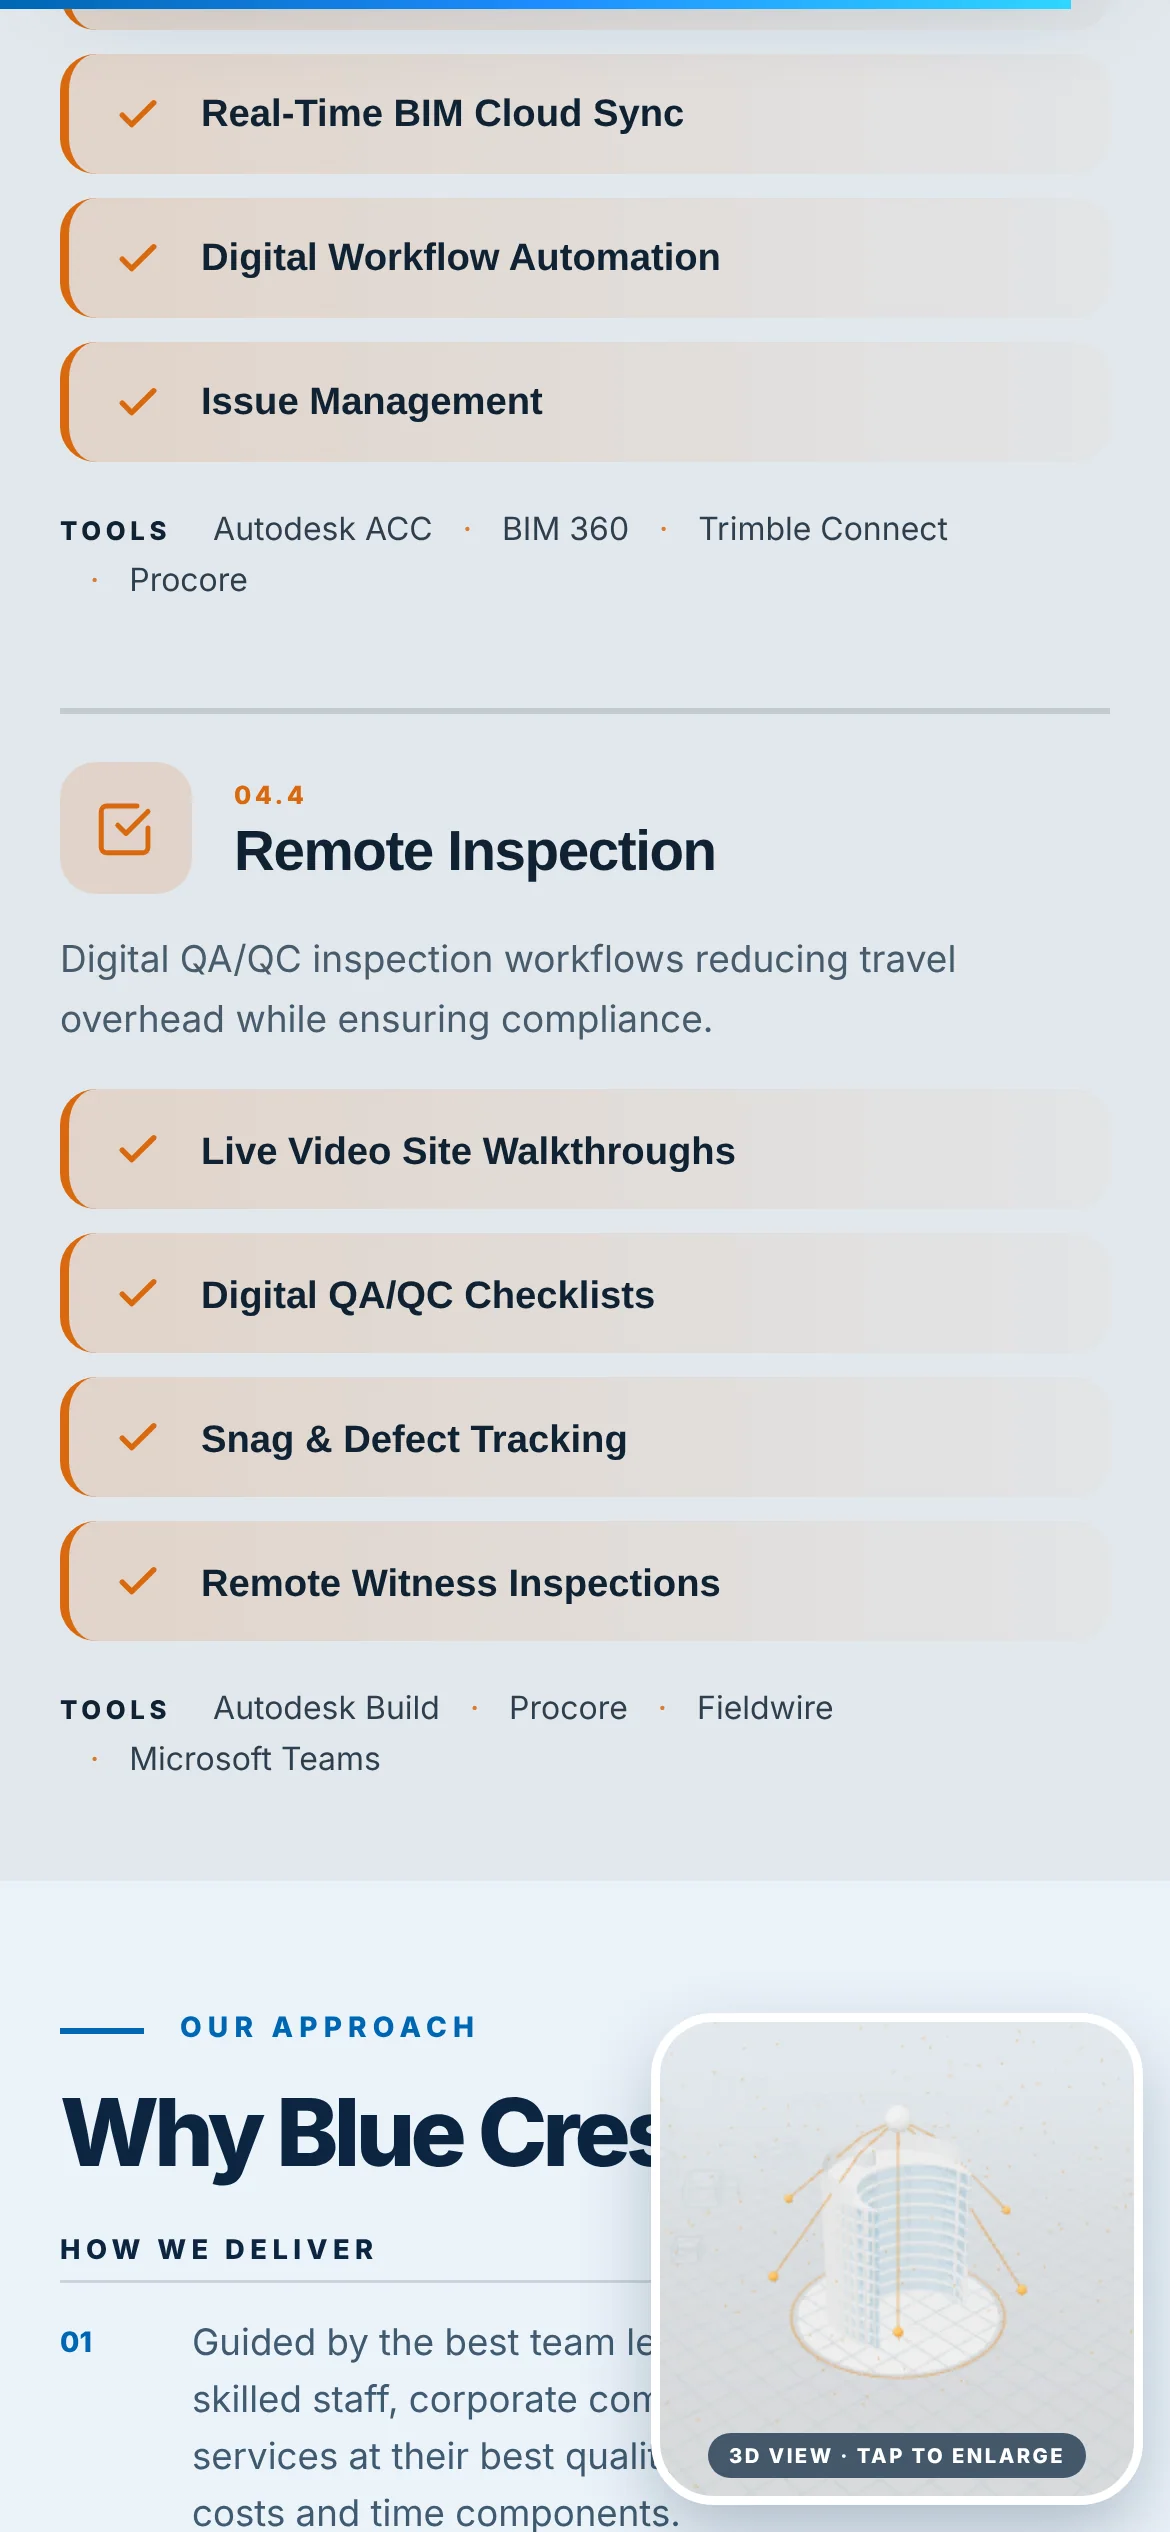 Real-Time BIM Cloud Sync
Digital Workflow Automation
Issue Management
TOOLS Autodesk ACC · BIM 360 · Trimble Connect
· Procore
04.4
Remote Inspection
Digital QA/QC inspection workflows reducing travel
overhead while ensuring compliance.
Live Video Site Walkthroughs
Digital QA/QC Checklists
Snag & Defect Tracking
Remote Witness Inspections
TOOLS Autodesk Build · Procore · Fieldwire
· Microsoft Teams
OUR APPROACH
Why Blue
HOW WE DELIVER
01
Guided by the best team
skilled staff, corporate
services at their best
costs and time components.
3D VIEW · TAP TO ENLARGE